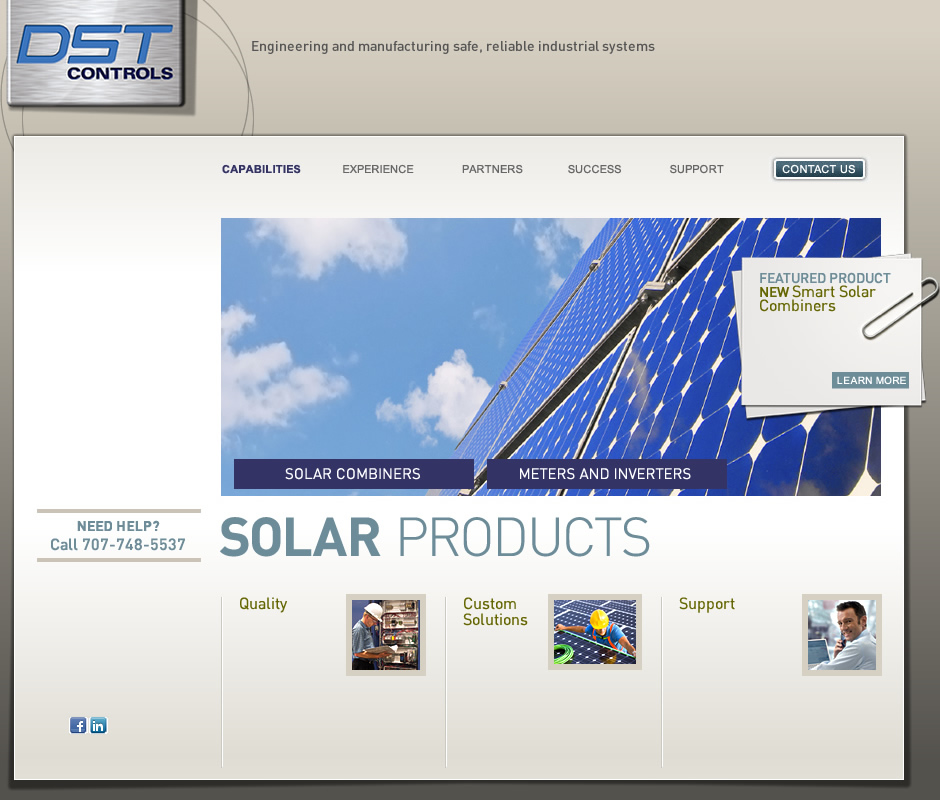 DST
CONTROLS
Engineering and manufacturing safe, reliable industrial systems
CAPABILITIES EXPERIENCE PARTNERS SUCCESS SUPPORT CONTACT US
FEATURED PRODUCT
NEW Smart Solar
Combiners
LEARN MORE
SOLAR COMBINERS METERS AND INVERTERS
NEED HELP?
Call 707-748-5537
SOLAR PRODUCTS
Quality
Custom
Solutions
Support
f in